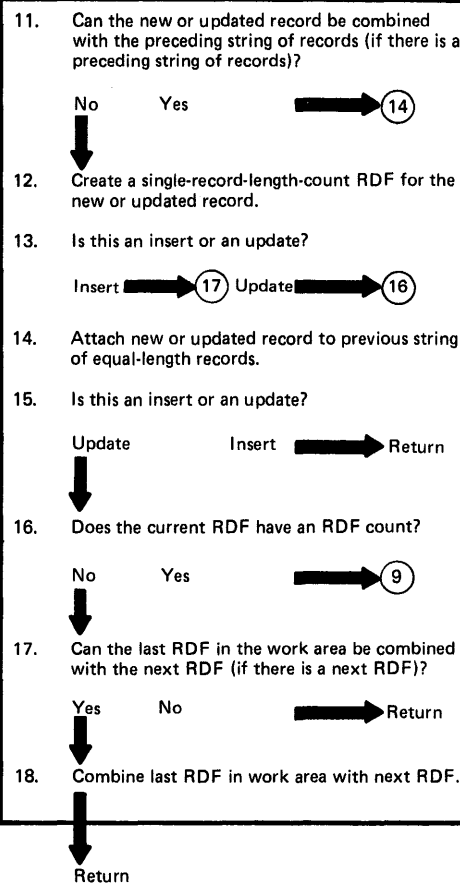 11. Can the new or updated record be combined
with the preceding string of records (if there is a
preceding string of records)?
No Yes 14
12. Create a single-record-length-count RDF for the
new or updated record.
13. Is this an insert or an update?
Insert 17 Update 16
14. Attach new or updated record to previous string
of equal-length records.
15. Is this an insert or an update?
Update Insert Return
16. Does the current RDF have an RDF count?
No Yes 9
17. Can the last RDF in the work area be combined
with the next RDF (if there is a next RDF)?
Yes No Return
18. Combine last RDF in work area with next RDF.
Return